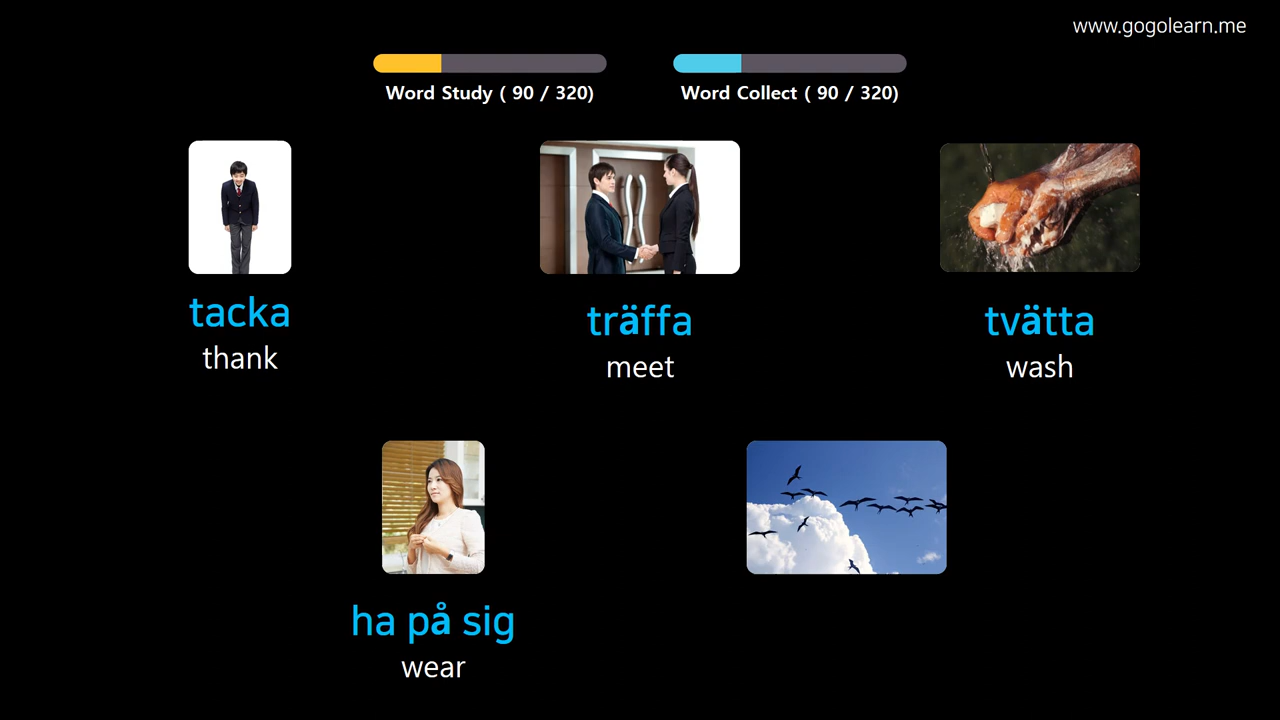 www.gogolearn.me
Word Study ( 90 / 320)
Word Collect ( 90 / 320)
tacka
thank
träffa
meet
tvätta
wash
ha på sig
wear